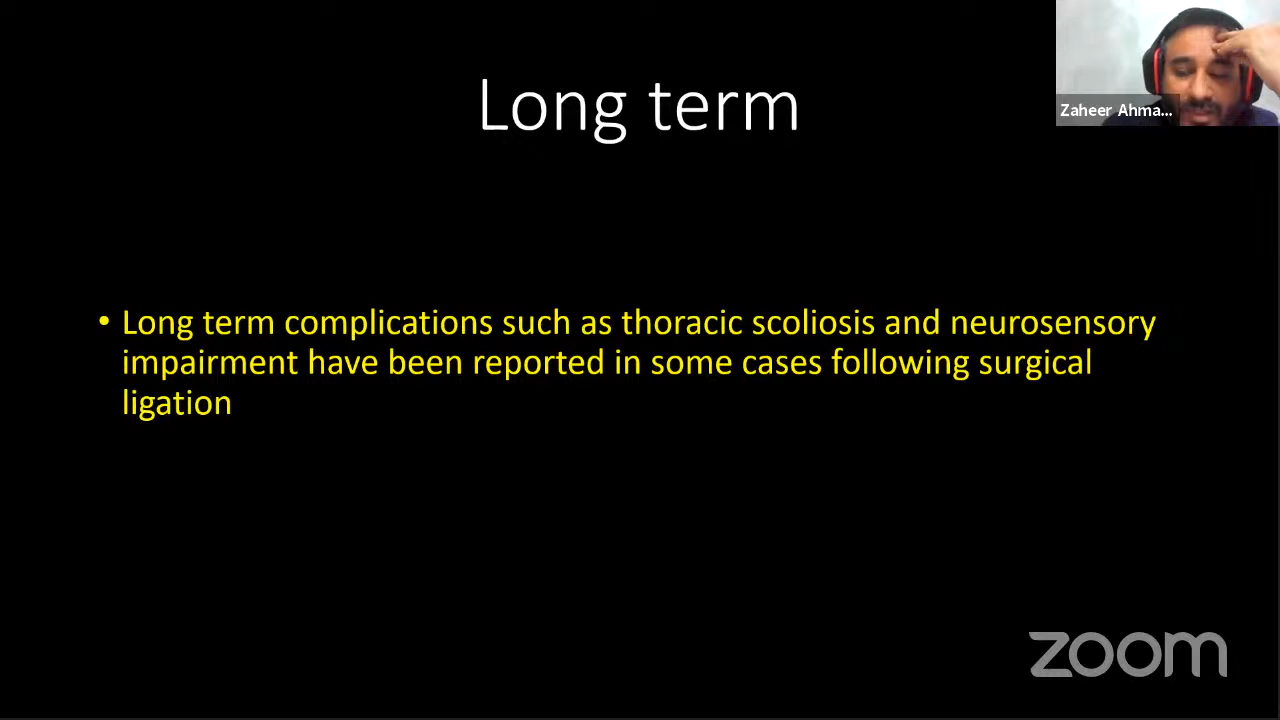 Long term
Zaheer Ahma...
• Long term complications such as thoracic scoliosis and neurosensory
impairment have been reported in some cases following surgical
ligation
zoom